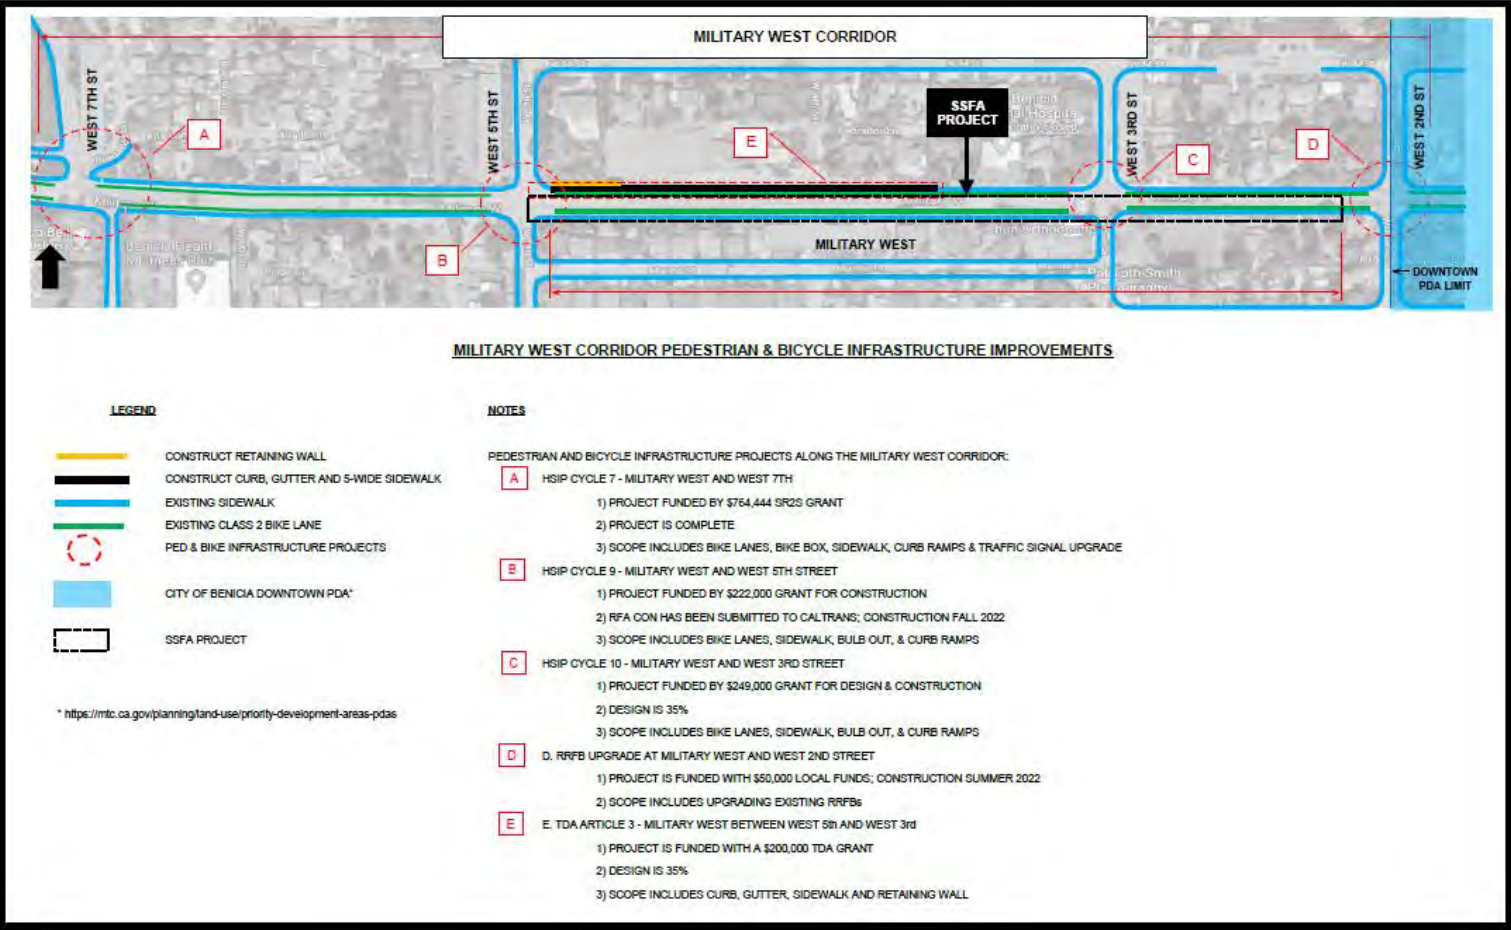 MILITARY WEST CORRIDOR
WEST 7TH ST
WEST 5TH ST
WEST 3RD ST
WEST 2ND ST
A
E
SSFA
PROJECT
C
D
B
MILITARY WEST
DOWNTOWN
PDA LIMIT
MILITARY WEST CORRIDOR PEDESTRIAN & BICYCLE INFRASTRUCTURE IMPROVEMENTS
LEGEND
CONSTRUCT RETAINING WALL
CONSTRUCT CURB, GUTTER AND 5-WIDE SIDEWALK
EXISTING SIDEWALK
EXISTING CLASS 2 BIKE LANE
PED & BIKE INFRASTRUCTURE PROJECTS
CITY OF BENICIA DOWNTOWN PDA*
SSFA PROJECT
* https://mtc.ca.gov/planning/land-use/priority-development-areas-pdas
NOTES
PEDESTRIAN AND BICYCLE INFRASTRUCTURE PROJECTS ALONG THE MILITARY WEST CORRIDOR:
A HSIP CYCLE 7 - MILITARY WEST AND WEST 7TH
1) PROJECT FUNDED BY $764,444 SR2S GRANT
2) PROJECT IS COMPLETE
3) SCOPE INCLUDES BIKE LANES, BIKE BOX, SIDEWALK, CURB RAMPS & TRAFFIC SIGNAL UPGRADE
B HSIP CYCLE 9 - MILITARY WEST AND WEST 5TH STREET
1) PROJECT FUNDED BY $222,000 GRANT FOR CONSTRUCTION
2) RFA CON HAS BEEN SUBMITTED TO CALTRANS; CONSTRUCTION FALL 2022
3) SCOPE INCLUDES BIKE LANES, SIDEWALK, BULB OUT, & CURB RAMPS
C HSIP CYCLE 10 - MILITARY WEST AND WEST 3RD STREET
1) PROJECT FUNDED BY $249,000 GRANT FOR DESIGN & CONSTRUCTION
2) DESIGN IS 35%
3) SCOPE INCLUDES BIKE LANES, SIDEWALK, BULB OUT, & CURB RAMPS
D D. RRFB UPGRADE AT MILITARY WEST AND WEST 2ND STREET
1) PROJECT IS FUNDED WITH $50,000 LOCAL FUNDS; CONSTRUCTION SUMMER 2022
2) SCOPE INCLUDES UPGRADING EXISTING RRFBs
E E. TDA ARTICLE 3 - MILITARY WEST BETWEEN WEST 5th AND WEST 3rd
1) PROJECT IS FUNDED WITH A $200,000 TDA GRANT
2) DESIGN IS 35%
3) SCOPE INCLUDES CURB, GUTTER, SIDEWALK AND RETAINING WALL